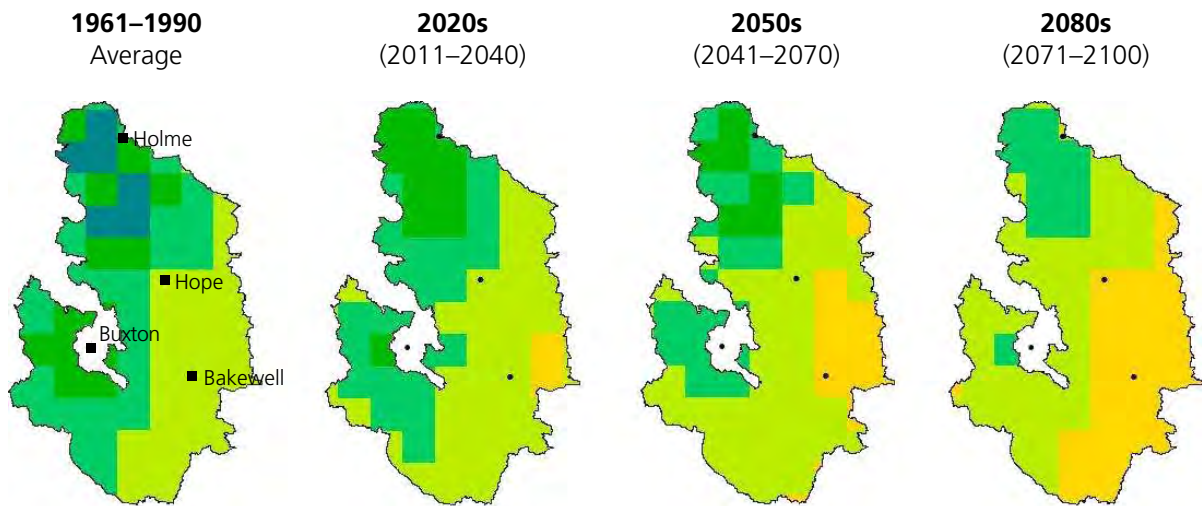 1961–1990
Average
2020s
(2011–2040)
2050s
(2041–2070)
2080s
(2071–2100)
Holme
Hope
Buxton
Bakewell